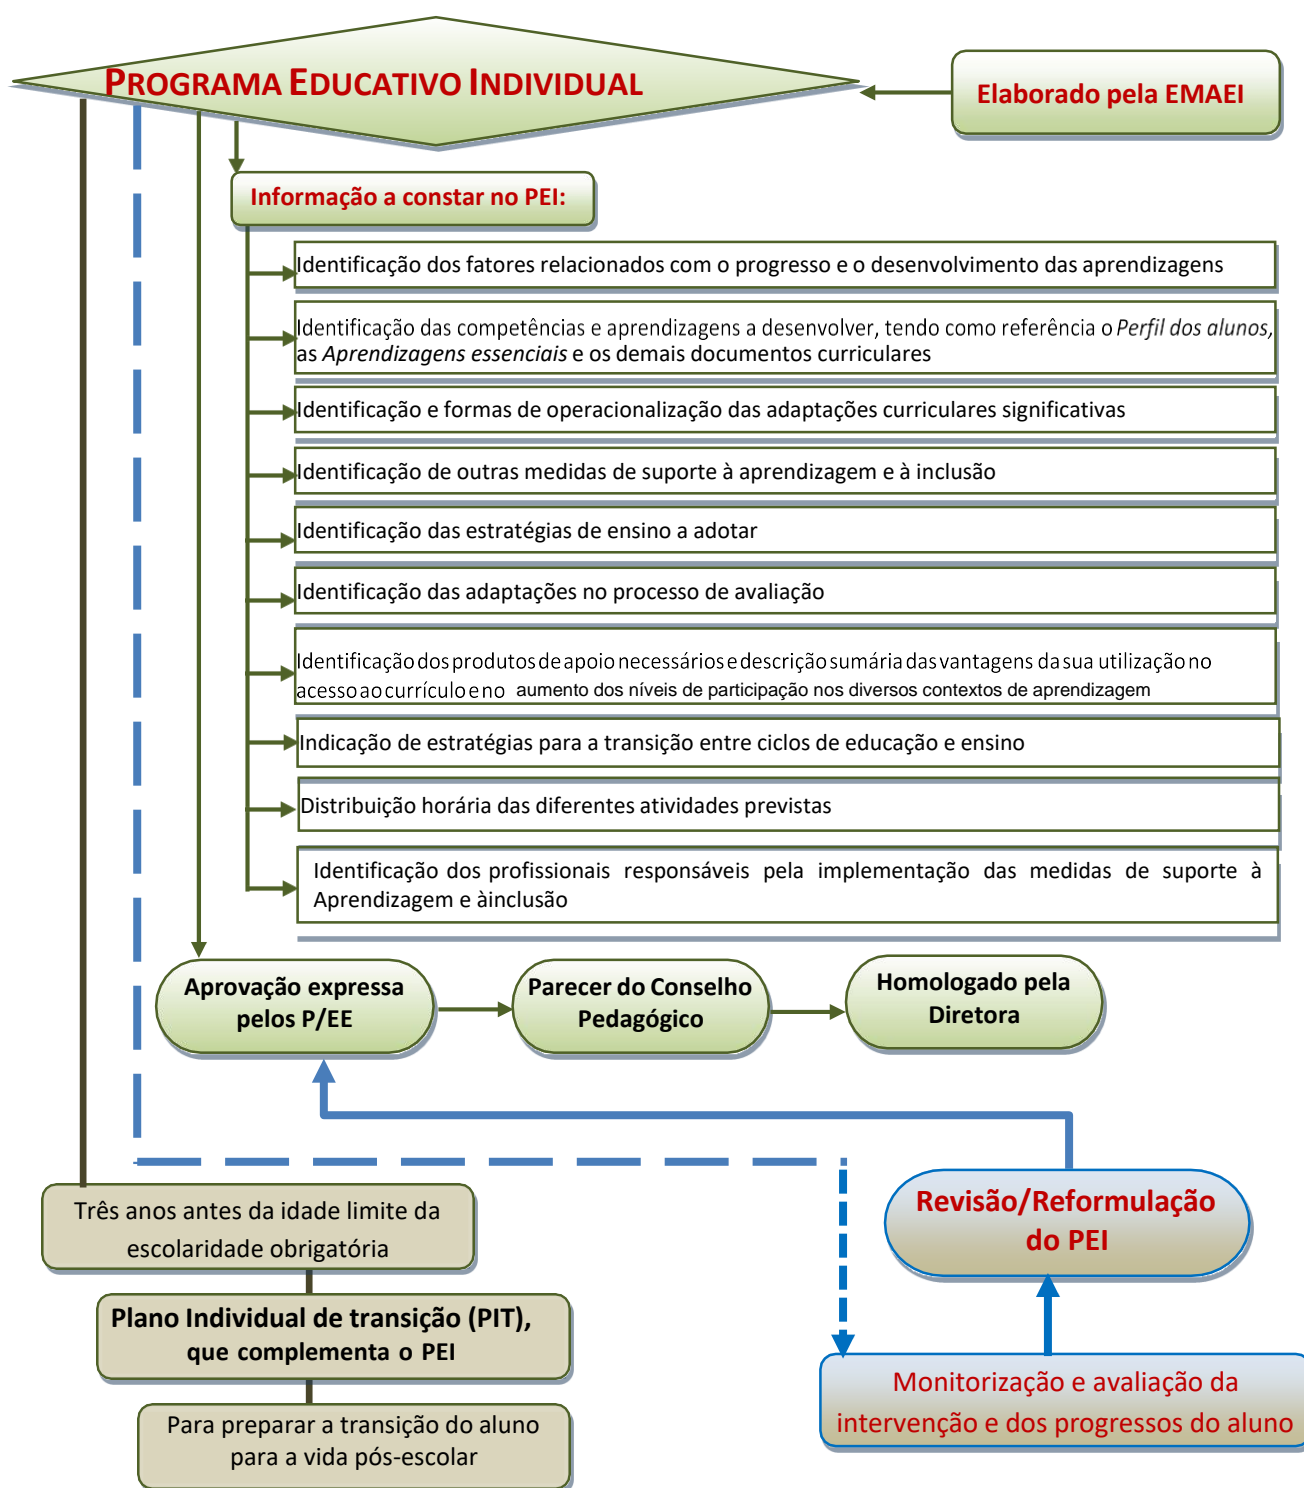 PROGRAMA EDUCATIVO INDIVIDUAL
Elaborado pela EMAEI
Informação a constar no PEI:
Identificação dos fatores relacionados com o progresso e o desenvolvimento das aprendizagens
Identificação das competências e aprendizagens a desenvolver, tendo como referência o Perfil dos alunos,
as Aprendizagens essenciais e os demais documentos curriculares
Identificação e formas de operacionalização das adaptações curriculares significativas
Identificação de outras medidas de suporte à aprendizagem e à inclusão
Identificação das estratégias de ensino a adotar
Identificação das adaptações no processo de avaliação
Identificação dos produtos de apoio necessários e descrição sumária das vantagens da sua utilização no
acesso ao currículo e no aumento dos níveis de participação nos diversos contextos de aprendizagem
Indicação de estratégias para a transição entre ciclos de educação e ensino
Distribuição horária das diferentes atividades previstas
Identificação dos profissionais responsáveis pela implementação das medidas de suporte à
Aprendizagem e àinclusão
Aprovação expressa
pelos P/EE
Parecer do Conselho
Pedagógico
Homologado pela
Diretora
Três anos antes da idade limite da
escolaridade obrigatória
Plano Individual de transição (PIT),
que complementa o PEI
Para preparar a transição do aluno
para a vida pós-escolar
Revisão/Reformulação
do PEI
Monitorização e avaliação da
intervenção e dos progressos do aluno